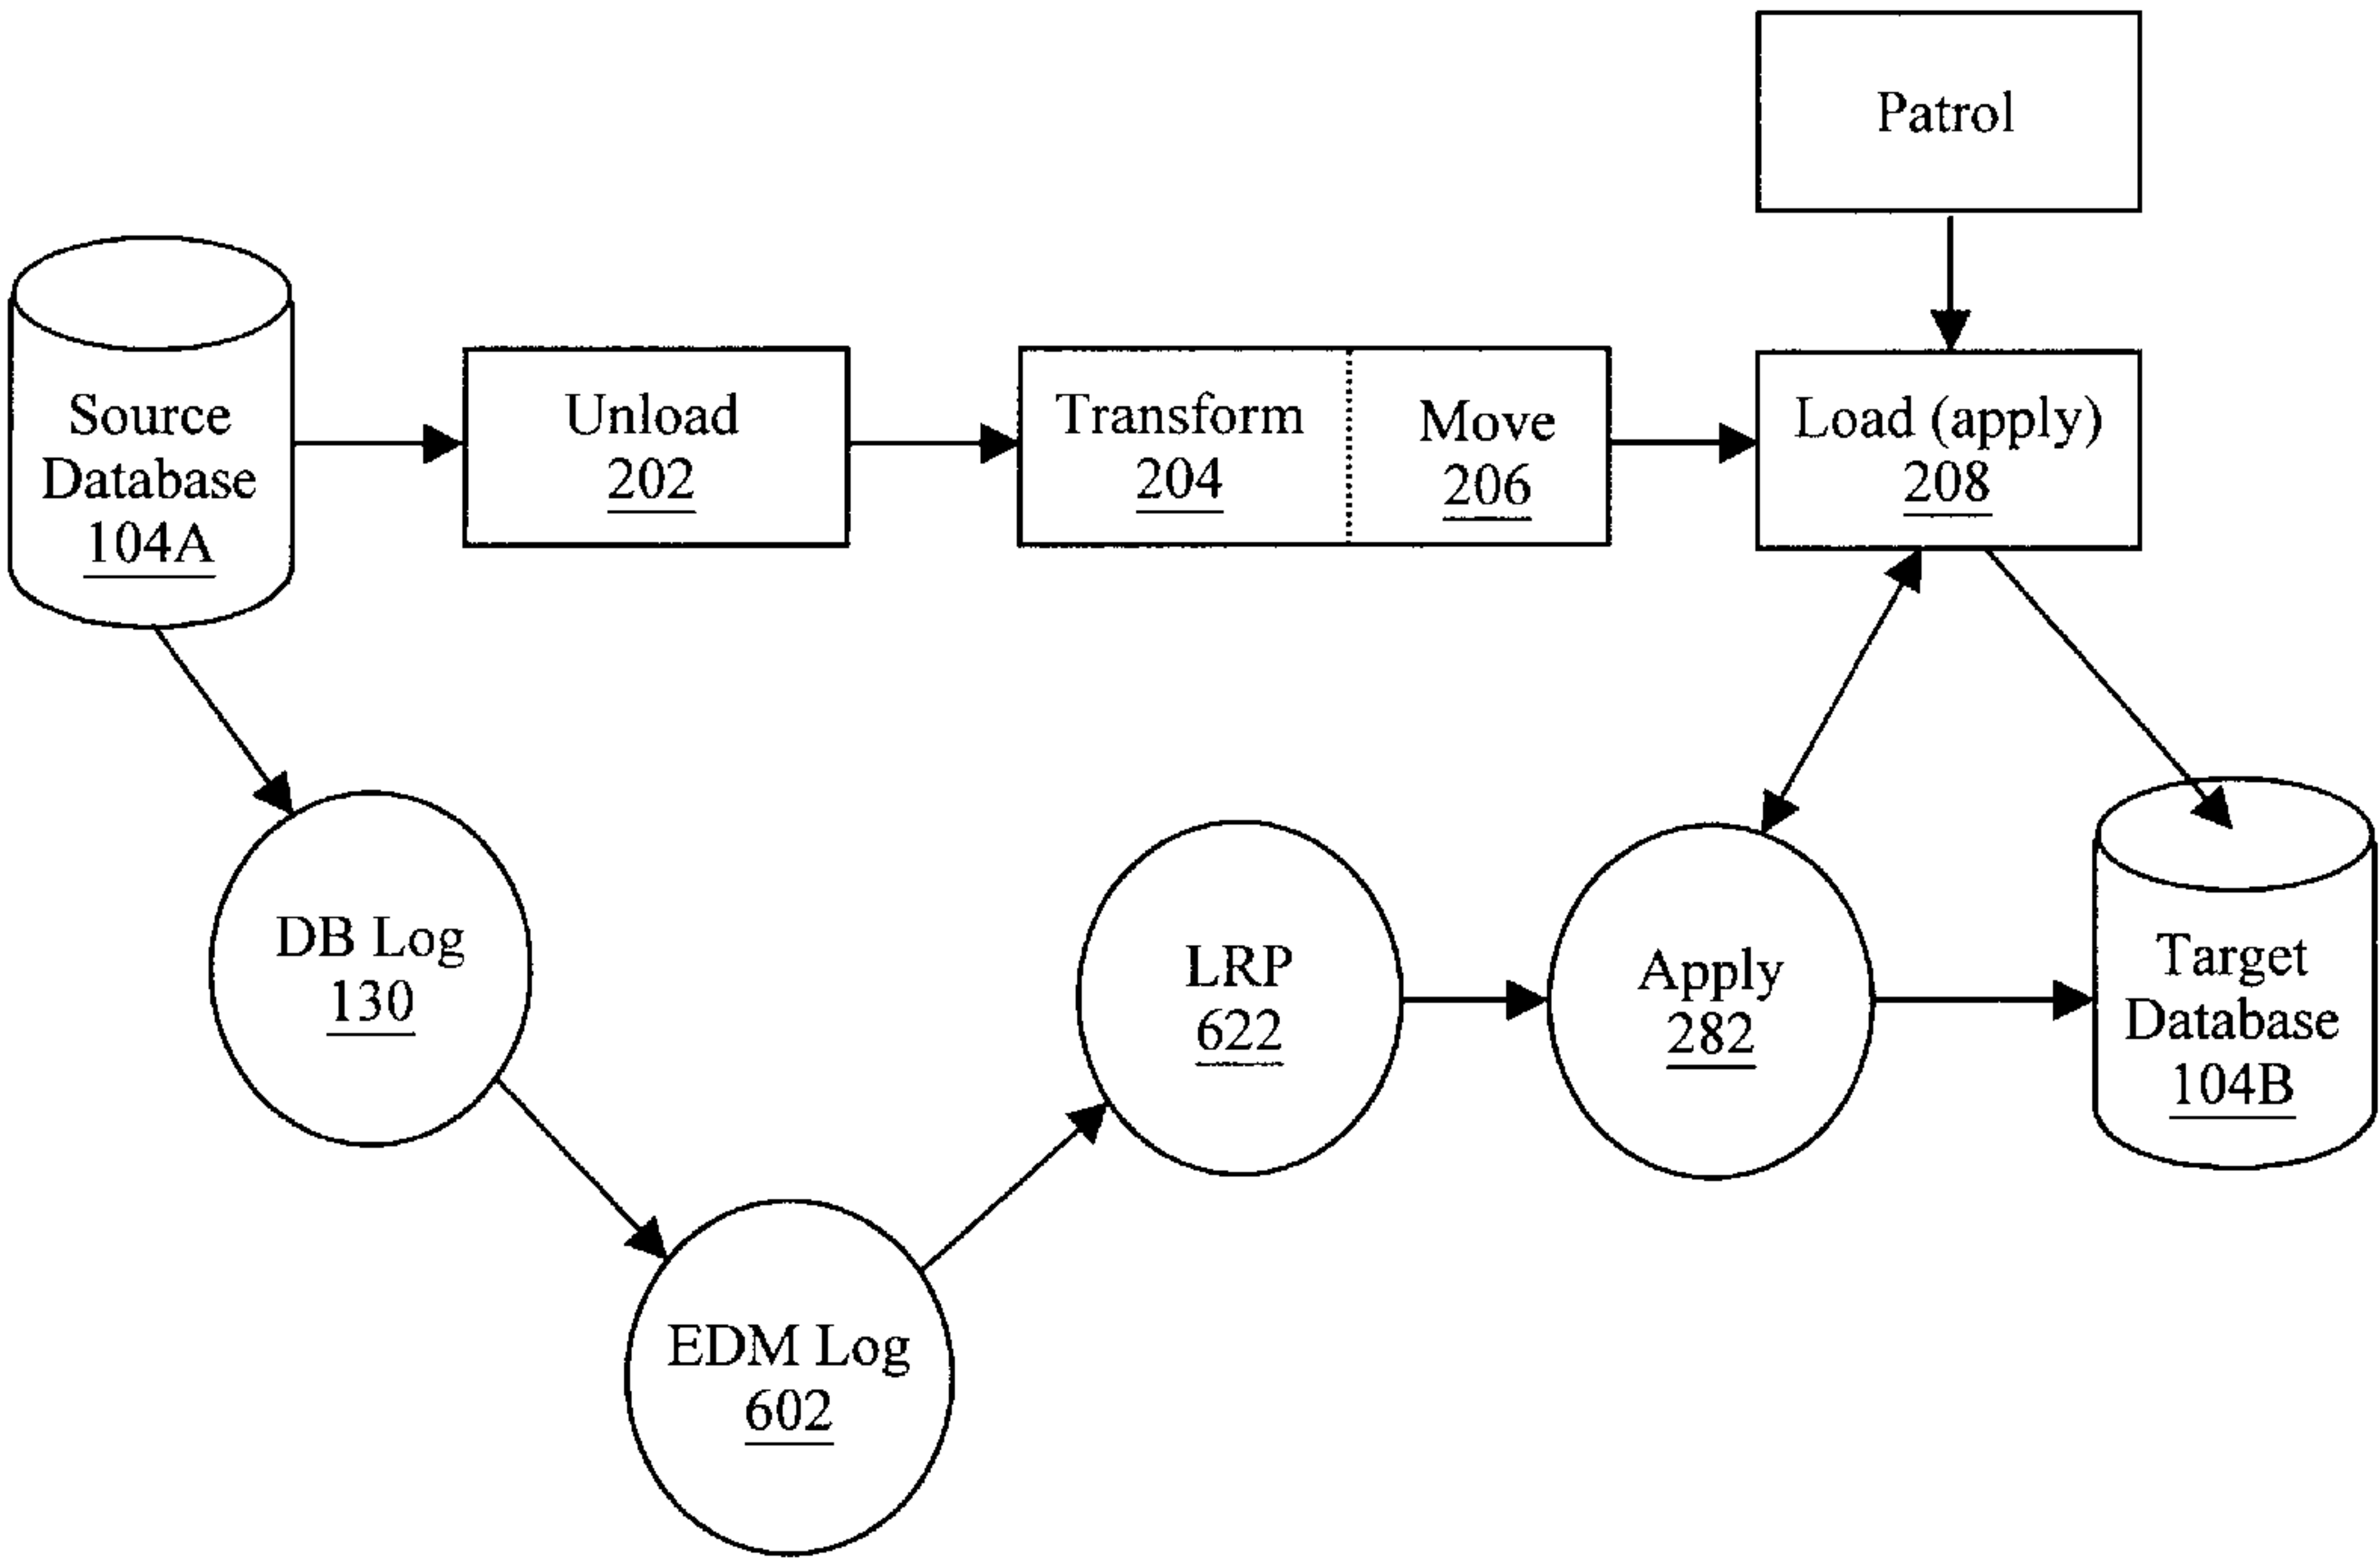 Patrol
Source
Database
104A
Unload
202
Transform
204
Move
206
Load (apply)
208
DB Log
130
LRP
622
Apply
282
Target
Database
104B
EDM Log
602